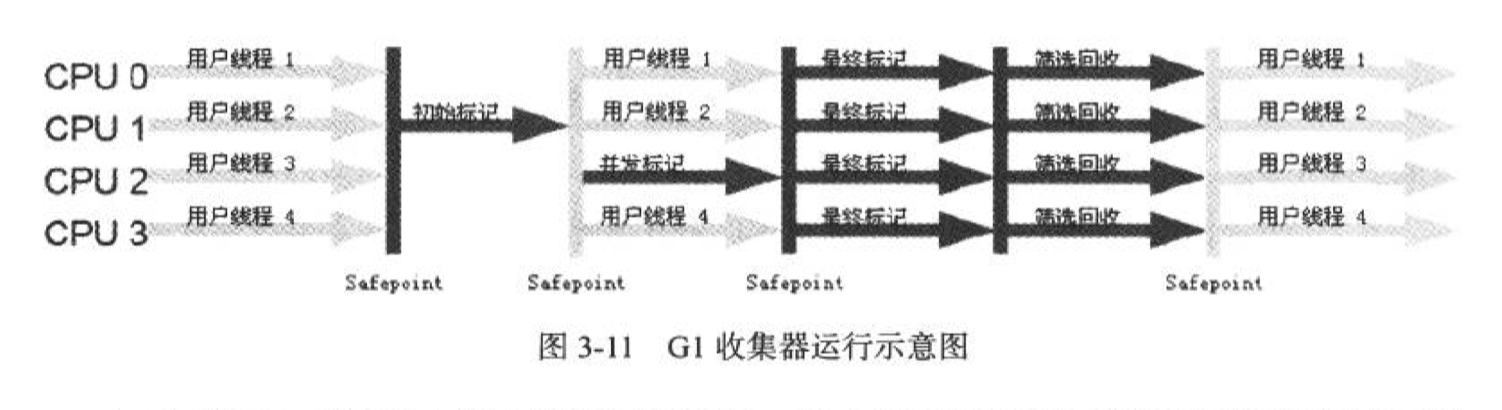 CPU 0 用户线程 1 用户线程 1 最终标记 筛选回收 用户线程 1
CPU 1 用户线程 2 初始标记 用户线程 2 最终标记 筛选回收 用户线程 2
CPU 2 用户线程 3 并发标记 最终标记 筛选回收 用户线程 3
CPU 3 用户线程 4 用户线程 4 最终标记 筛选回收 用户线程 4
Safepoint Safepoint Safepoint Safepoint
图 3-11 G1 收集器运行示意图